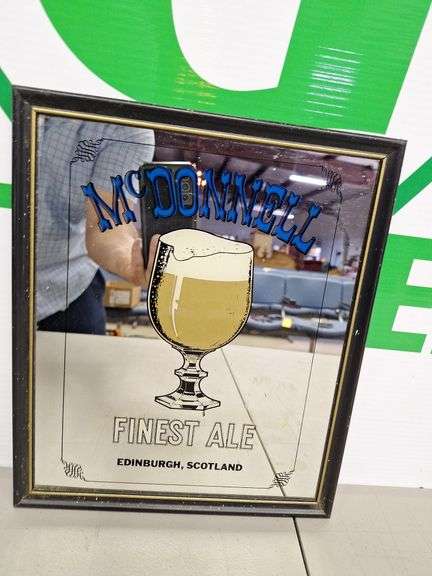 McDONNELL
FINEST ALE
EDINBURGH, SCOTLAND